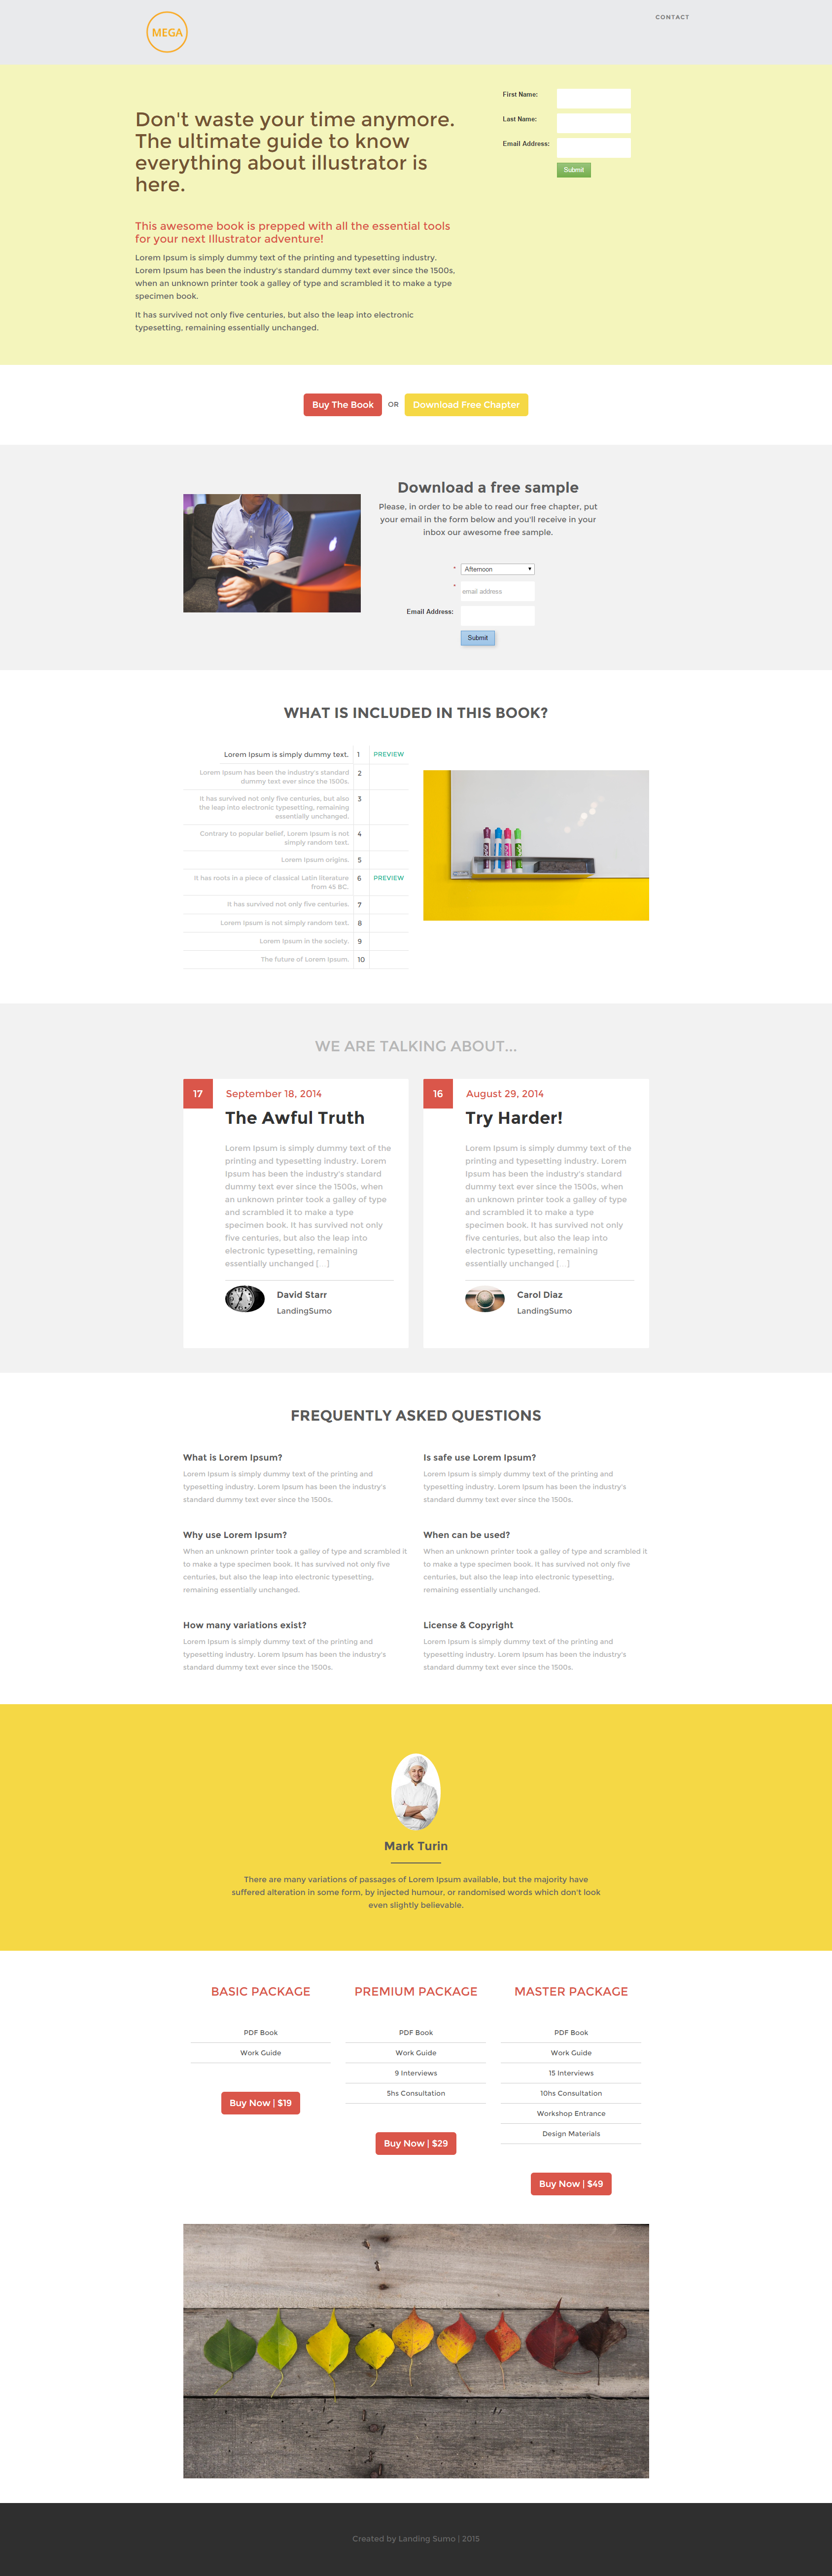 MEGA
CONTACT
Don't waste your time anymore.
The ultimate guide to know
everything about illustrator is
here.
This awesome book is prepped with all the essential tools
for your next Illustrator adventure!
Lorem Ipsum is simply dummy text of the printing and typesetting industry.
Lorem Ipsum has been the industry's standard dummy text ever since the 1500s,
when an unknown printer took a galley of type and scrambled it to make a type
specimen book.
It has survived not only five centuries, but also the leap into electronic
typesetting, remaining essentially unchanged.
First Name:
Last Name:
Email Address:
Submit
Buy The Book OR Download Free Chapter
Download a free sample
Please, in order to be able to read our free chapter, put
your email in the form below and you'll receive in your
inbox our awesome free sample.
* Afternoon
* email address
Email Address:
Submit
WHAT IS INCLUDED IN THIS BOOK?
Lorem Ipsum is simply dummy text. 1 PREVIEW
Lorem Ipsum has been the industry's standard 2
dummy text ever since the 1500s.
It has survived not only five centuries, but also 3
the leap into electronic typesetting, remaining
essentially unchanged.
Contrary to popular belief, Lorem Ipsum is not 4
simply random text.
Lorem Ipsum origins. 5
It has roots in a piece of classical Latin literature 6 PREVIEW
from 45 BC.
It has survived not only five centuries. 7
Lorem Ipsum is not simply random text. 8
Lorem Ipsum in the society. 9
The future of Lorem Ipsum. 10
WE ARE TALKING ABOUT...
17 September 18, 2014
The Awful Truth
Lorem Ipsum is simply dummy text of the
printing and typesetting industry. Lorem
Ipsum has been the industry's standard
dummy text ever since the 1500s, when
an unknown printer took a galley of type
and scrambled it to make a type
specimen book. It has survived not only
five centuries, but also the leap into
electronic typesetting, remaining
essentially unchanged [...]
David Starr
LandingSumo
16 August 29, 2014
Try Harder!
Lorem Ipsum is simply dummy text of the
printing and typesetting industry. Lorem
Ipsum has been the industry's standard
dummy text ever since the 1500s, when
an unknown printer took a galley of type
and scrambled it to make a type
specimen book. It has survived not only
five centuries, but also the leap into
electronic typesetting, remaining
essentially unchanged [...]
Carol Diaz
LandingSumo
FREQUENTLY ASKED QUESTIONS
What is Lorem Ipsum?
Lorem Ipsum is simply dummy text of the printing and
typesetting industry. Lorem Ipsum has been the industry's
standard dummy text ever since the 1500s.
Is safe use Lorem Ipsum?
Lorem Ipsum is simply dummy text of the printing and
typesetting industry. Lorem Ipsum has been the industry's
standard dummy text ever since the 1500s.
Why use Lorem Ipsum?
When an unknown printer took a galley of type and scrambled it
to make a type specimen book. It has survived not only five
centuries, but also the leap into electronic typesetting,
remaining essentially unchanged.
When can be used?
When an unknown printer took a galley of type and scrambled it
to make a type specimen book. It has survived not only five
centuries, but also the leap into electronic typesetting,
remaining essentially unchanged.
How many variations exist?
Lorem Ipsum is simply dummy text of the printing and
typesetting industry. Lorem Ipsum has been the industry's
standard dummy text ever since the 1500s.
License & Copyright
Lorem Ipsum is simply dummy text of the printing and
typesetting industry. Lorem Ipsum has been the industry's
standard dummy text ever since the 1500s.
Mark Turin
There are many variations of passages of Lorem Ipsum available, but the majority have
suffered alteration in some form, by injected humour, or randomised words which don't look
even slightly believable.
BASIC PACKAGE
PDF Book
Work Guide
Buy Now | $19
PREMIUM PACKAGE
PDF Book
Work Guide
9 Interviews
5hs Consultation
Buy Now | $29
MASTER PACKAGE
PDF Book
Work Guide
15 Interviews
10hs Consultation
Workshop Entrance
Design Materials
Buy Now | $49
Created by Landing Sumo | 2015